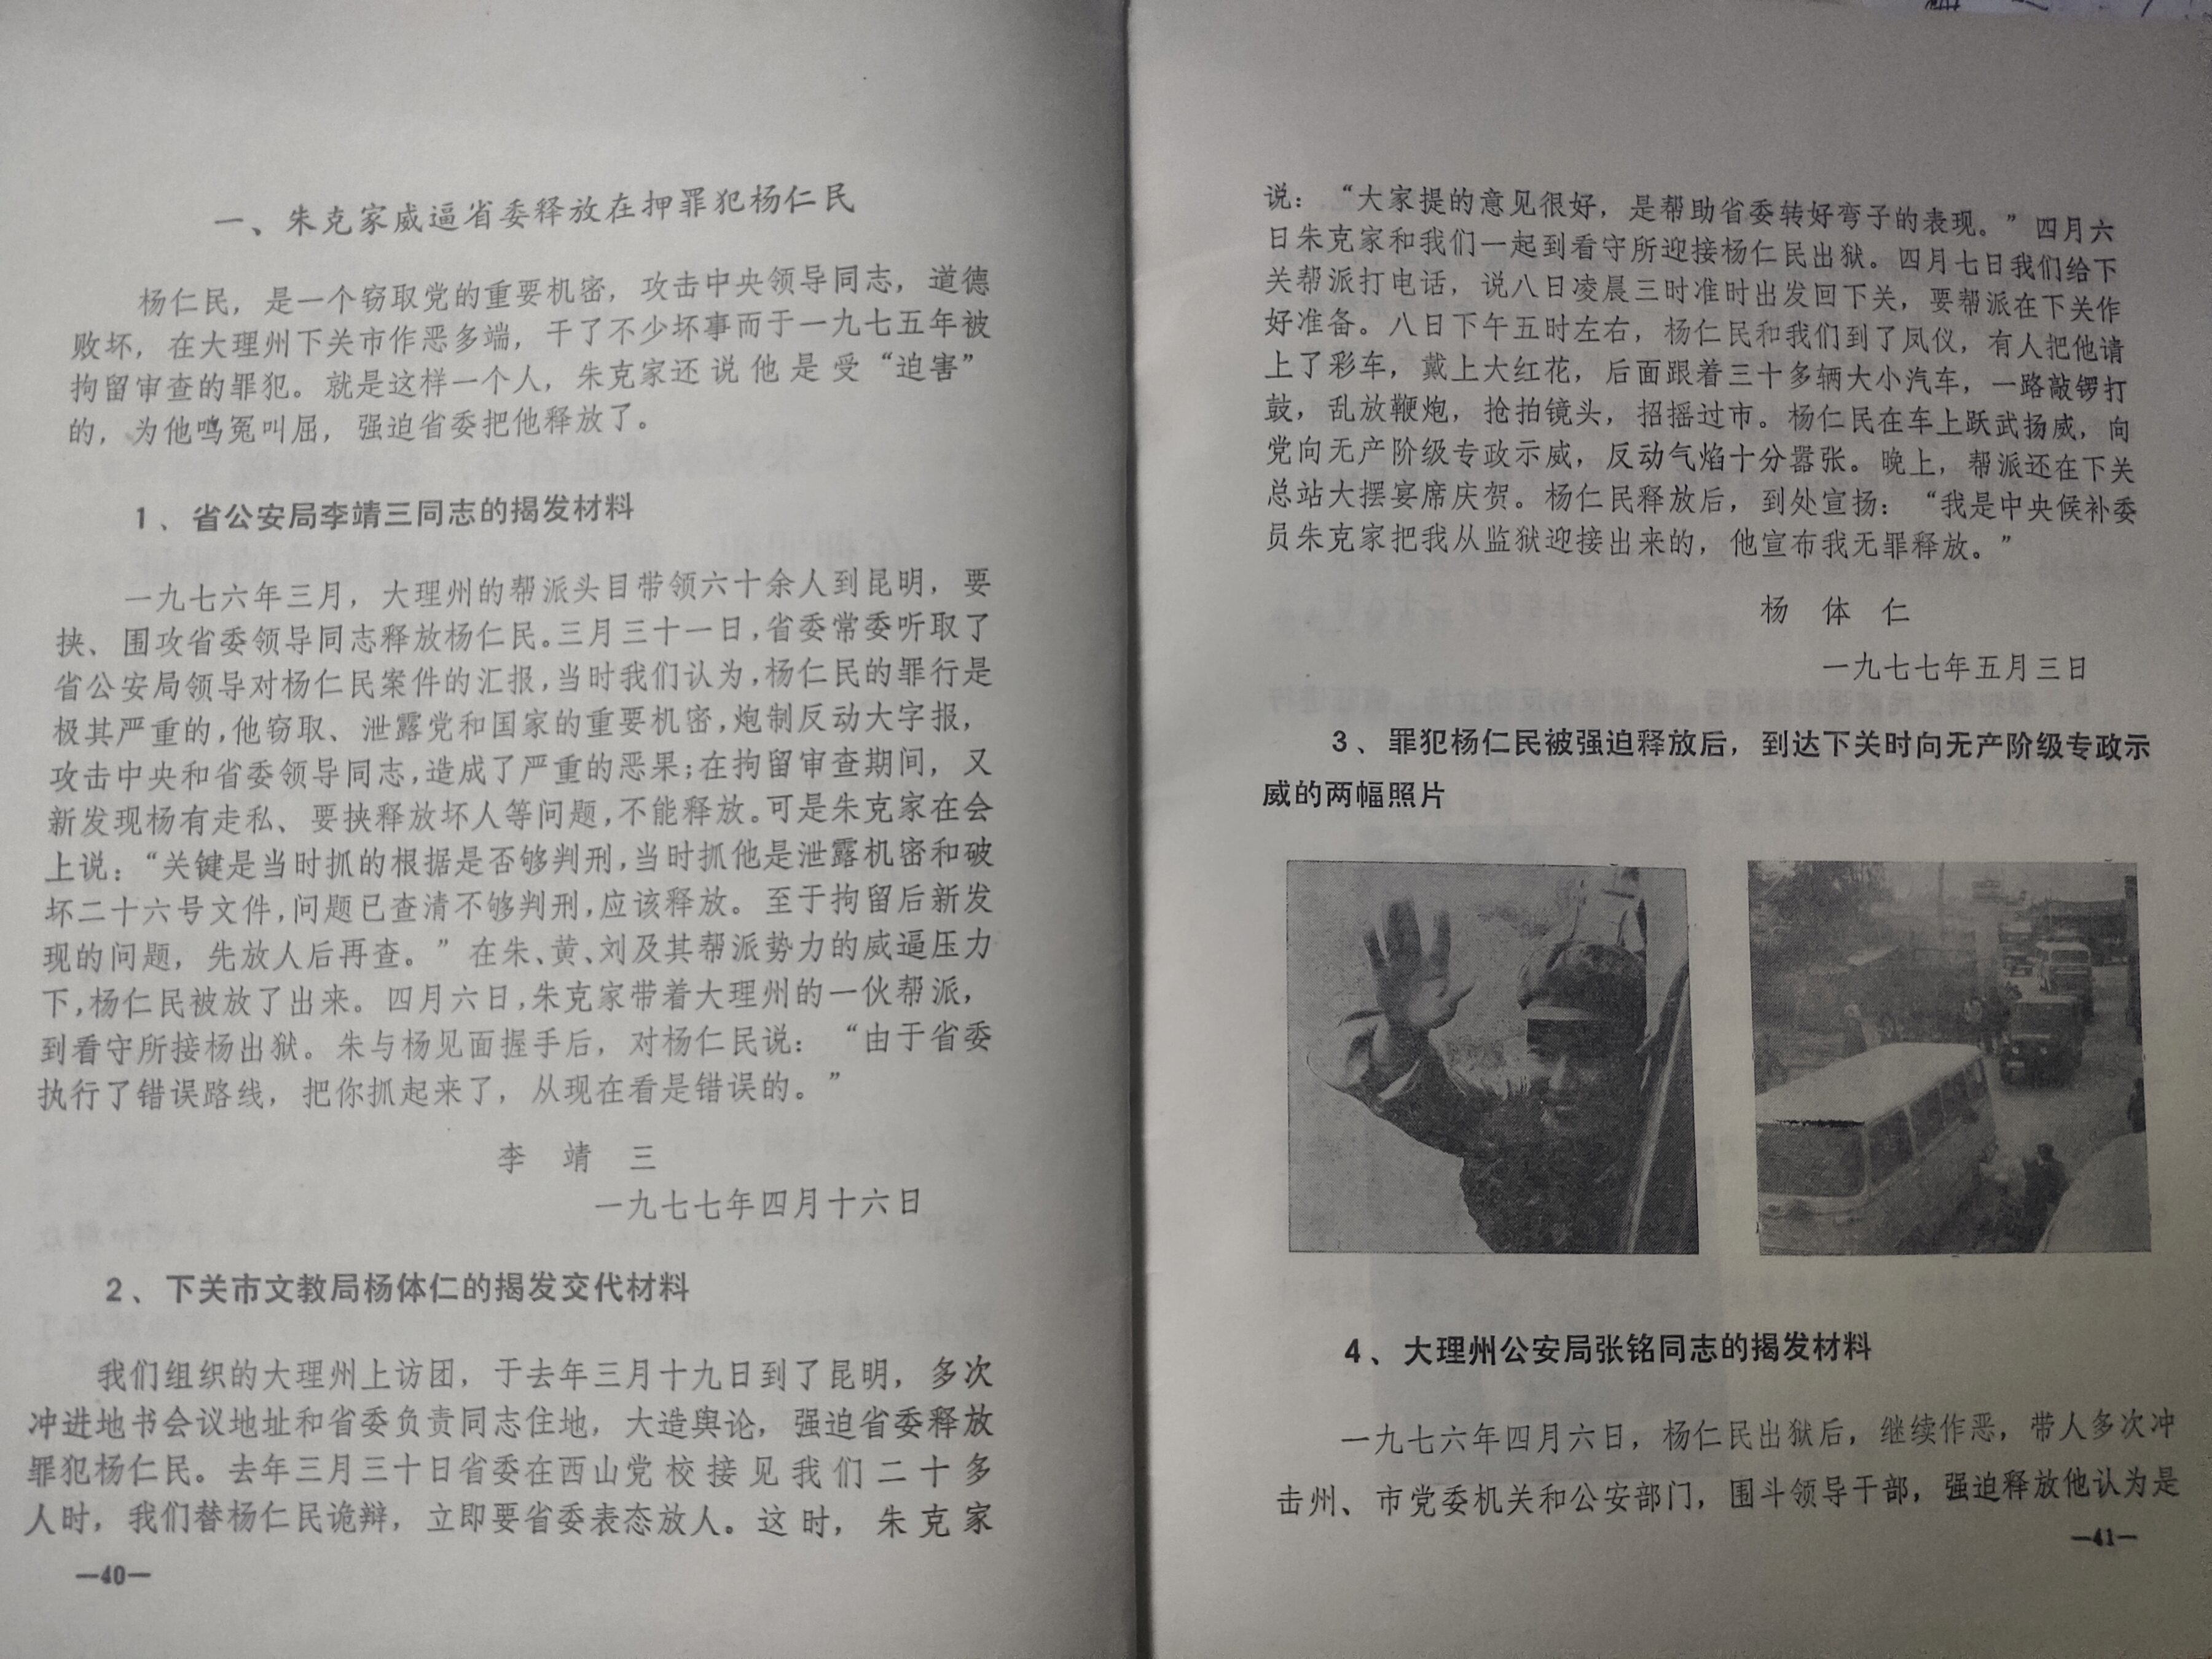 一、朱克家威逼省委释放在押罪犯杨仁民
杨仁民，是一个窃取党的重要机密，攻击中央领导同志，道德
败坏，在大理州下关市作恶多端，干了不少坏事而于一九七五年被
拘留审查的罪犯。就是这样一个人，朱克家还说他是受“迫害”
的，为他鸣冤叫屈，强迫省委把他释放了。
1、省公安局李靖三同志的揭发材料
一九七六年三月，大理州的帮派头目带领六十余人到昆明，要
挟、围攻省委领导同志释放杨仁民。三月三十一日，省委常委听取了
省公安局领导对杨仁民案件的汇报，当时我们认为，杨仁民的罪行是
极其严重的，他窃取、泄露党和国家的重要机密，炮制反动大字报，
攻击中央和省委领导同志，造成了严重的恶果；在拘留审查期间，又
新发现杨有走私、要挟释放坏人等问题，不能释放。可是朱克家在会
上说：“关键是当时抓的根据是否够判刑，当时抓他是泄露机密和破
坏二十六号文件，问题已查清不够判刑，应该释放。至于拘留后新发
现的问题，先放人后再查。”在朱、黄、刘及其帮派势力的威逼压力
下，杨仁民被放了出来。四月六日，朱克家带着大理州的一伙帮派，
到看守所接杨出狱。朱与杨见面握手后，对杨仁民说：“由于省委
执行了错误路线，把你抓起来了，从现在看是错误的。”
李靖三
一九七七年四月十六日
2、下关市文教局杨体仁的揭发交代材料
我们组织的大理州上访团，于去年三月十九日到了昆明，多次
冲进地书会议地址和省委负责同志住地，大造舆论，强迫省委释放
罪犯杨仁民。去年三月三十日省委在西山党校接见我们二十多
人时，我们替杨仁民诡辩，立即要省委表态放人。这时，朱克家
—40—
说：“大家提的意见很好，是帮助省委转好弯子的表现。”四月六
日朱克家和我们一起到看守所迎接杨仁民出狱。四月七日我们给下
关帮派打电话，说八日凌晨三时准时出发回下关，要帮派在下关作
好准备。八日下午五时左右，杨仁民和我们到了凤仪，有人把他请
上了彩车，戴上大红花，后面跟着三十多辆大小汽车，一路敲锣打
鼓，乱放鞭炮，抢拍镜头，招摇过市。杨仁民在车上跃武扬威，向
党向无产阶级专政示威，反动气焰十分嚣张。晚上，帮派还在下关
总站大摆宴席庆贺。杨仁民释放后，到处宣扬：“我是中央候补委
员朱克家把我从监狱迎接出来的，他宣布我无罪释放。”
杨体仁
一九七七年五月三日
3、罪犯杨仁民被强迫释放后，到达下关时向无产阶级专政示
威的两幅照片
4、大理州公安局张铭同志的揭发材料
一九七六年四月六日，杨仁民出狱后，继续作恶，带人多次冲
击州、市党委机关和公安部门，围斗领导干部，强迫释放他认为是
—41—